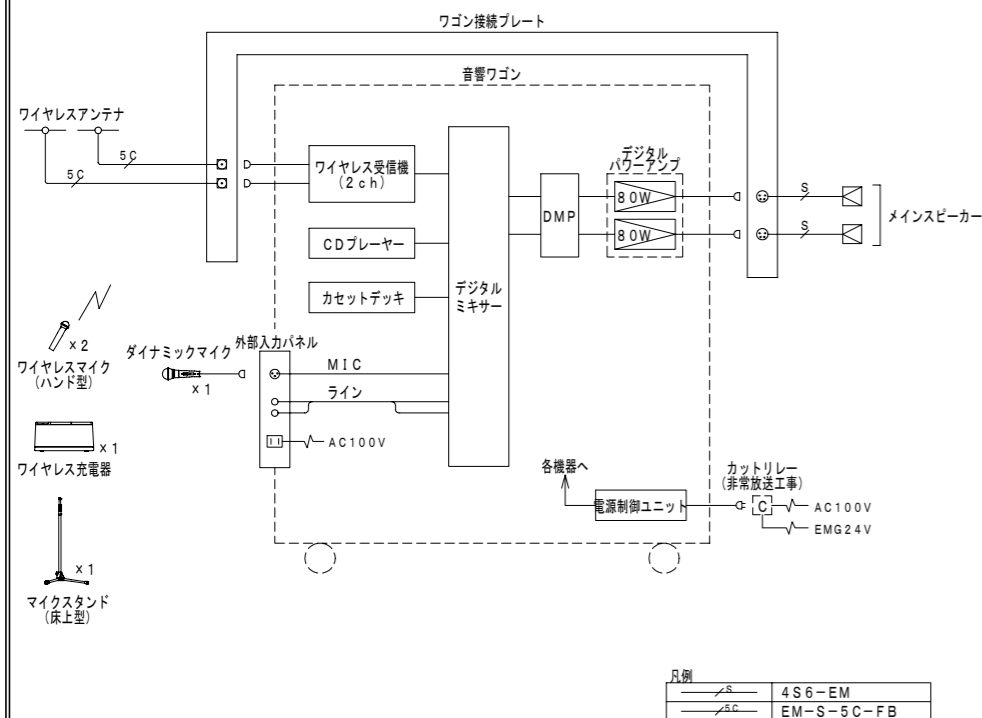 ワゴン接続プレート
音響ワゴン
ワイヤレスアンテナ
5C
5C
ワイヤレス受信機
(2ch)
CDプレーヤー
カセットデッキ
デジタル
ミキサー
DMP
デジタル
パワーアンプ
80W
80W
S
S
メインスピーカー
×2
ワイヤレスマイク
(ハンド型)
ダイナミックマイク
×1
外部入力パネル
MIC
ライン
AC100V
×1
ワイヤレス充電器
×1
マイクスタンド
(床上型)
各機器へ
電源制御ユニット
カットリレー
(非常放送工事)
C
AC100V
EMG24V
凡例
S 4S6-EM
5C EM-S-5C-FB